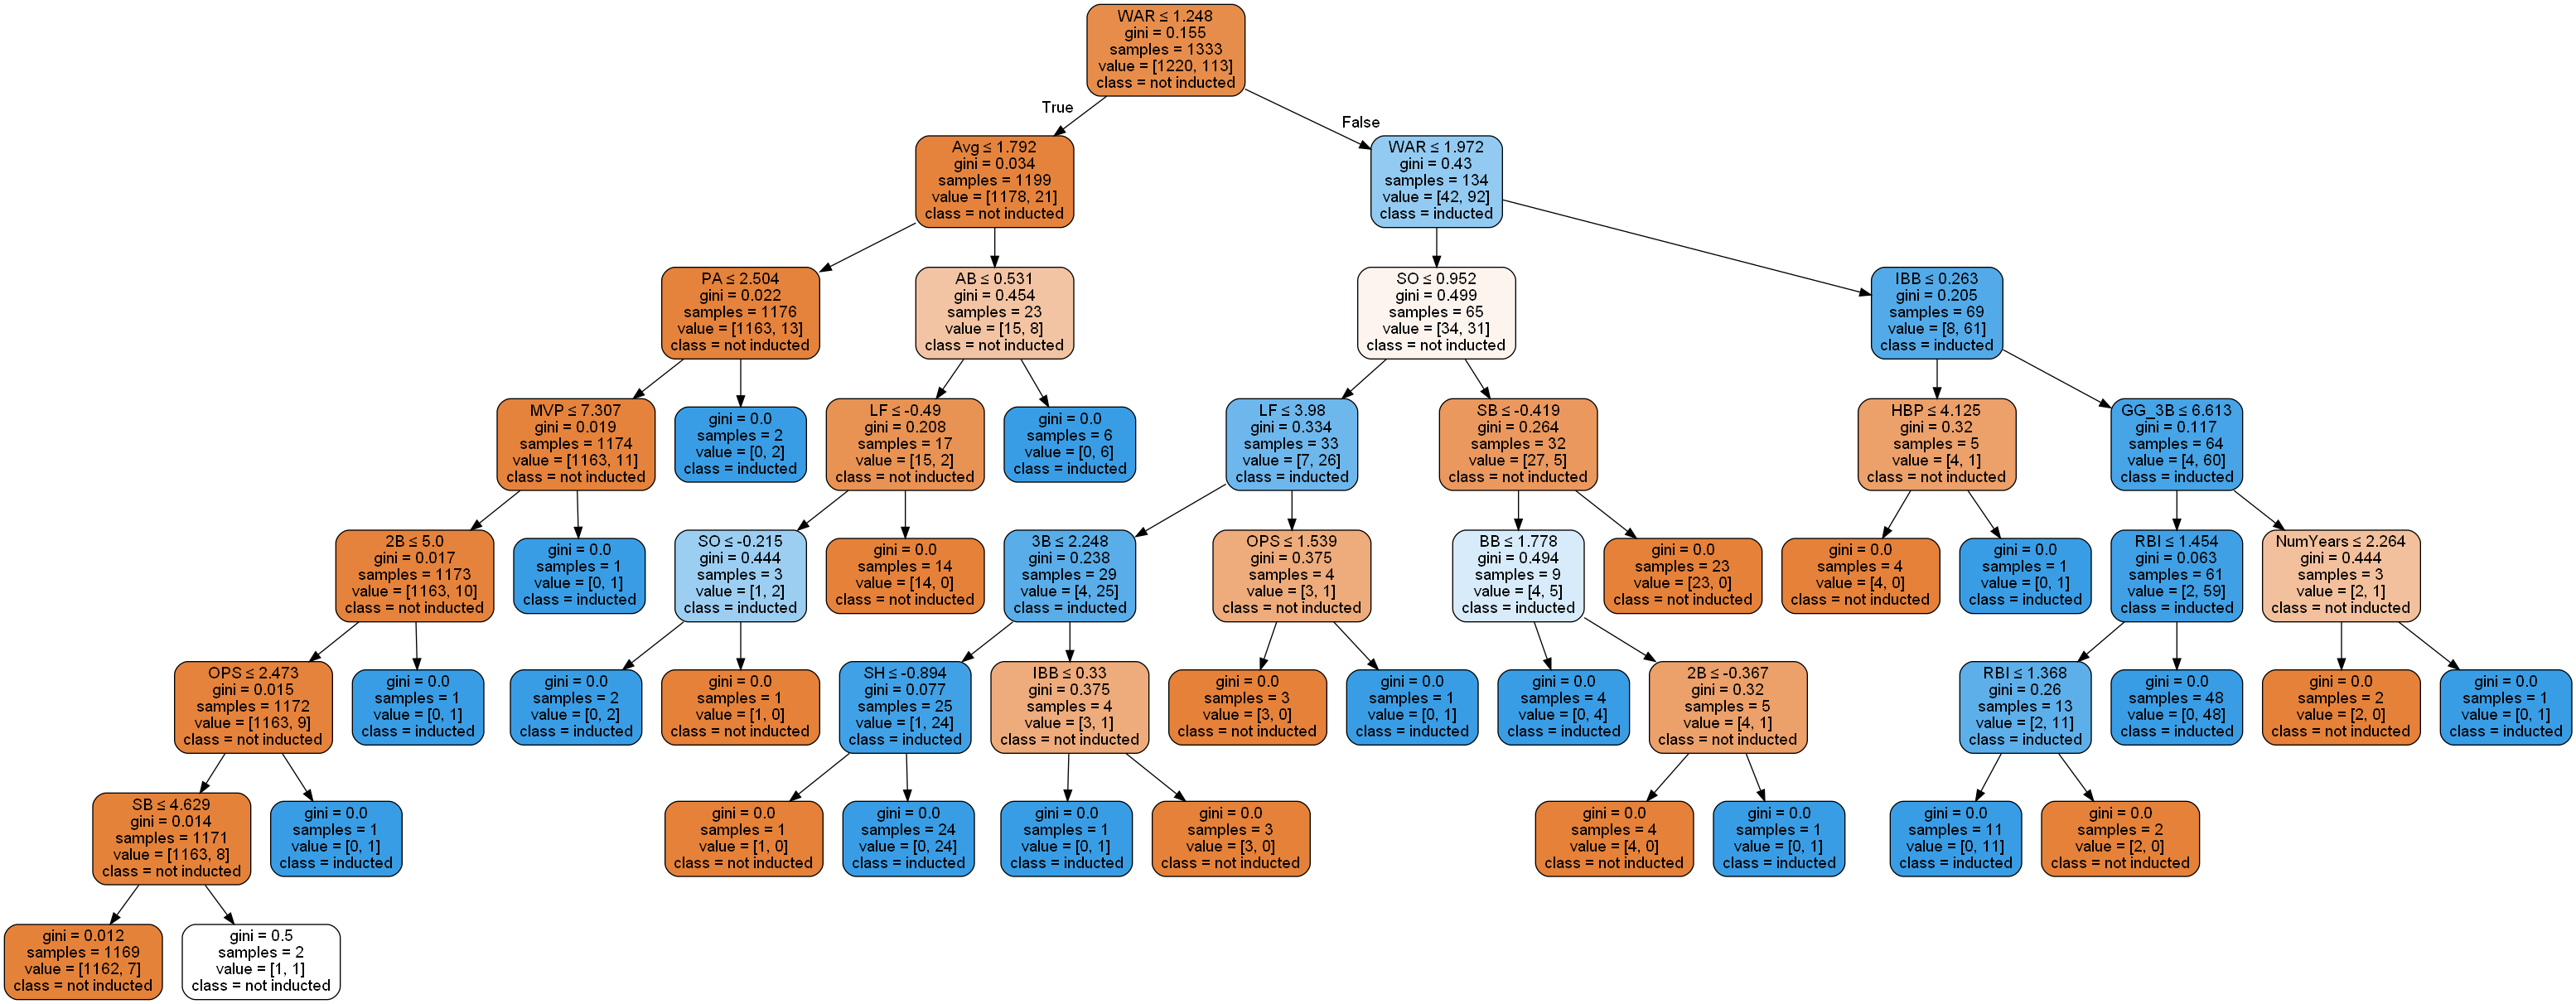 WAR ≤ 1.248
gini = 0.155
samples = 1333
value = [1220, 113]
class = not inducted
True
False
Avg ≤ 1.792
gini = 0.034
samples = 1199
value = [1178, 21]
class = not inducted
WAR ≤ 1.972
gini = 0.43
samples = 134
value = [42, 92]
class = inducted
PA ≤ 2.504
gini = 0.022
samples = 1176
value = [1163, 13]
class = not inducted
AB ≤ 0.531
gini = 0.454
samples = 23
value = [15, 8]
class = not inducted
SO ≤ 0.952
gini = 0.499
samples = 65
value = [34, 31]
class = not inducted
IBB ≤ 0.263
gini = 0.205
samples = 69
value = [8, 61]
class = inducted
MVP ≤ 7.307
gini = 0.019
samples = 1174
value = [1163, 11]
class = not inducted
gini = 0.0
samples = 2
value = [0, 2]
class = inducted
LF ≤ -0.49
gini = 0.208
samples = 17
value = [15, 2]
class = not inducted
gini = 0.0
samples = 6
value = [0, 6]
class = inducted
LF ≤ 3.98
gini = 0.334
samples = 33
value = [7, 26]
class = inducted
SB ≤ -0.419
gini = 0.264
samples = 32
value = [27, 5]
class = not inducted
HBP ≤ 4.125
gini = 0.32
samples = 5
value = [4, 1]
class = not inducted
GG_3B ≤ 6.613
gini = 0.117
samples = 64
value = [4, 60]
class = inducted
2B ≤ 5.0
gini = 0.017
samples = 1173
value = [1163, 10]
class = not inducted
gini = 0.0
samples = 1
value = [0, 1]
class = inducted
SO ≤ -0.215
gini = 0.444
samples = 3
value = [1, 2]
class = inducted
gini = 0.0
samples = 14
value = [14, 0]
class = not inducted
3B ≤ 2.248
gini = 0.238
samples = 29
value = [4, 25]
class = inducted
OPS ≤ 1.539
gini = 0.375
samples = 4
value = [3, 1]
class = not inducted
BB ≤ 1.778
gini = 0.494
samples = 9
value = [4, 5]
class = inducted
gini = 0.0
samples = 23
value = [23, 0]
class = not inducted
gini = 0.0
samples = 4
value = [4, 0]
class = not inducted
gini = 0.0
samples = 1
value = [0, 1]
class = inducted
RBI ≤ 1.454
gini = 0.063
samples = 61
value = [2, 59]
class = inducted
NumYears ≤ 2.264
gini = 0.444
samples = 3
value = [2, 1]
class = not inducted
OPS ≤ 2.473
gini = 0.015
samples = 1172
value = [1163, 9]
class = not inducted
gini = 0.0
samples = 1
value = [0, 1]
class = inducted
gini = 0.0
samples = 2
value = [0, 2]
class = inducted
gini = 0.0
samples = 1
value = [1, 0]
class = not inducted
SH ≤ -0.894
gini = 0.077
samples = 25
value = [1, 24]
class = inducted
IBB ≤ 0.33
gini = 0.375
samples = 4
value = [3, 1]
class = not inducted
gini = 0.0
samples = 3
value = [3, 0]
class = not inducted
gini = 0.0
samples = 1
value = [0, 1]
class = inducted
gini = 0.0
samples = 4
value = [0, 4]
class = inducted
2B ≤ -0.367
gini = 0.32
samples = 5
value = [4, 1]
class = not inducted
RBI ≤ 1.368
gini = 0.26
samples = 13
value = [2, 11]
class = inducted
gini = 0.0
samples = 48
value = [0, 48]
class = inducted
gini = 0.0
samples = 2
value = [2, 0]
class = not inducted
gini = 0.0
samples = 1
value = [0, 1]
class = inducted
SB ≤ 4.629
gini = 0.014
samples = 1171
value = [1163, 8]
class = not inducted
gini = 0.0
samples = 1
value = [0, 1]
class = inducted
gini = 0.0
samples = 1
value = [1, 0]
class = not inducted
gini = 0.0
samples = 24
value = [0, 24]
class = inducted
gini = 0.0
samples = 1
value = [0, 1]
class = inducted
gini = 0.0
samples = 3
value = [3, 0]
class = not inducted
gini = 0.0
samples = 4
value = [4, 0]
class = not inducted
gini = 0.0
samples = 1
value = [0, 1]
class = inducted
gini = 0.0
samples = 11
value = [0, 11]
class = inducted
gini = 0.0
samples = 2
value = [2, 0]
class = not inducted
gini = 0.012
samples = 1169
value = [1162, 7]
class = not inducted
gini = 0.5
samples = 2
value = [1, 1]
class = not inducted